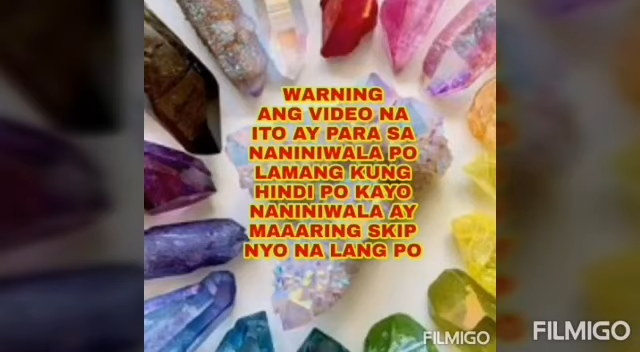 WARNING
ANG VIDEO NA
ITO AY PARA SA
NANINIWALA PO
LAMANG KUNG
HINDI PO KAYO
NANINIWALA AY
MAAARING SKIP
NYO NA LANG PO
FILMIGO
FILMIGO